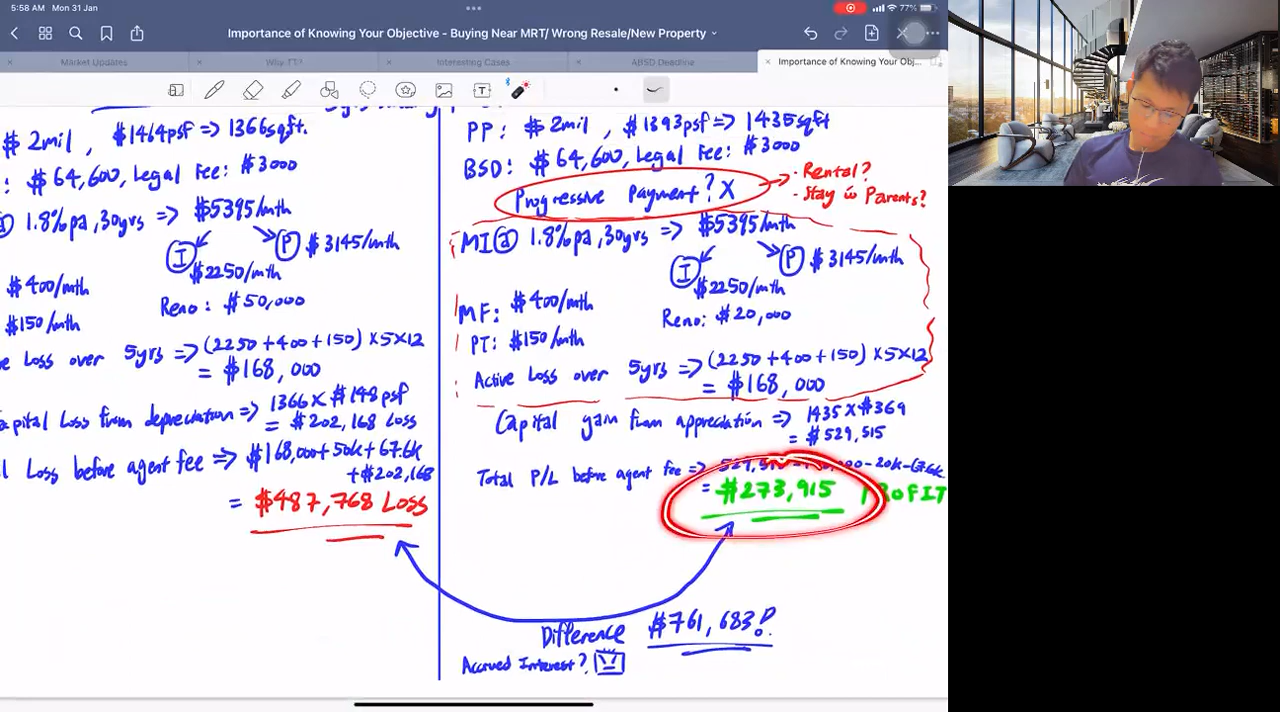 5:58 AM Mon 31 Jan
77%
Importance of Knowing Your Objective - Buying Near MRT/ Wrong Resale/New Property
Market Updates
Why TT?
Interesting Cases
ABSD Deadline
Importance of Knowing Your Obj...
$2mil, $1464psf => 1366sqft.
: $64,600, Legal Fee: $3000
1.8% pa, 30yrs => $5395/mth
I
P $3145/mth
$2250/mth
$400/mth
Reno: $50,000
$150/mth
Loss over 5yrs => (2250 + 400 + 150) x 5 x 12
= $168,000
Loss from depreciation => 1366 x $148 psf
= $202,168 Loss
Loss before agent fee => $168,000 + 50k + 67.6k
+ $202,168
= $487,768 Loss
PP: $2mil, $1393psf => 1435sqft
BSD: $64,600, Legal Fee: $3000
Progressive Payment? X
· Rental?
· Stay w Parents?
MI @ 1.8% pa, 30yrs => $5395/mth
I
P $3145/mth
$2250/mth
MF: $400/mth
Reno: $20,000
PT: $150/mth
Active Loss over 5yrs => (2250 + 400 + 150) x 5 x 12
= $168,000
Capital gain from appreciation => 1435 x $369
= $529,515
Total P/L before agent fee =>
= $273,915 PROFIT
Difference $761,683?!
Accrued Interest?